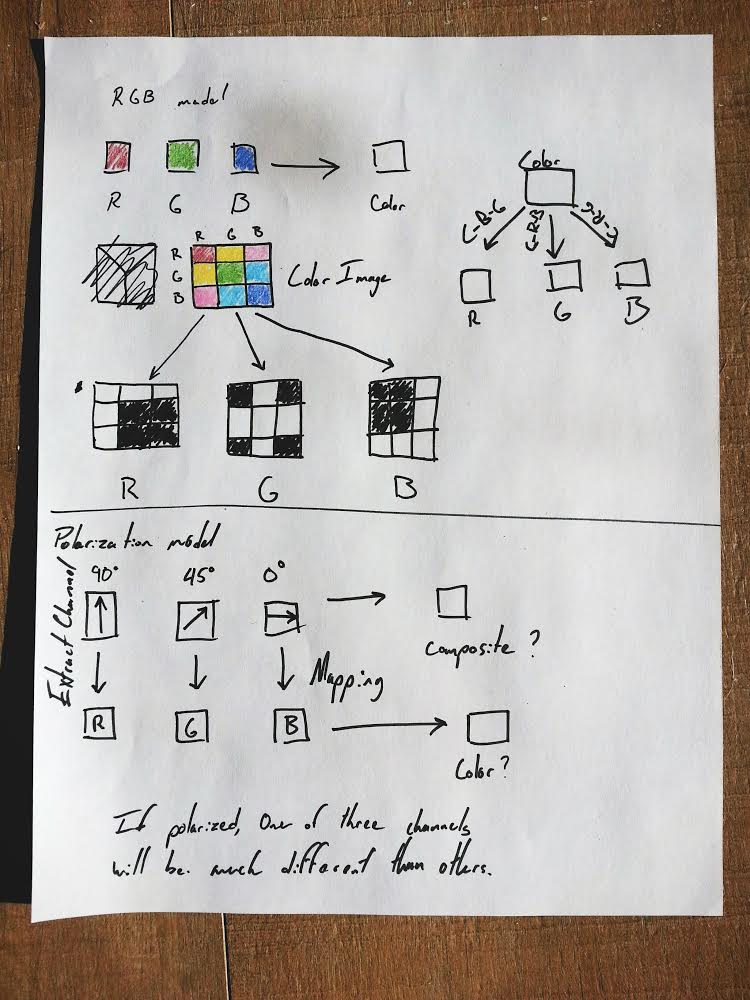 RGB model
R G B
Color
R G B
R
G
B
Color Image
R G B
Color
C-B-G
C-R-B
C-R-G
R G B
Polarization model
Extract Channel
90° 45° 0°
Composite ?
Mapping
R G B
Color?
If polarized, One of three channels
will be much different than others.